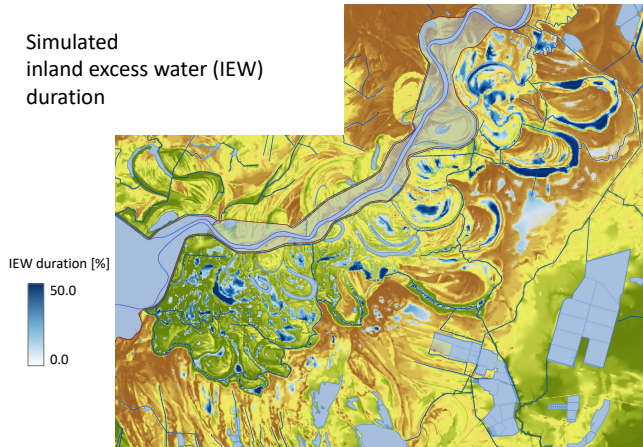 Simulated
inland excess water (IEW)
duration
IEW duration [%]
50.0
0.0